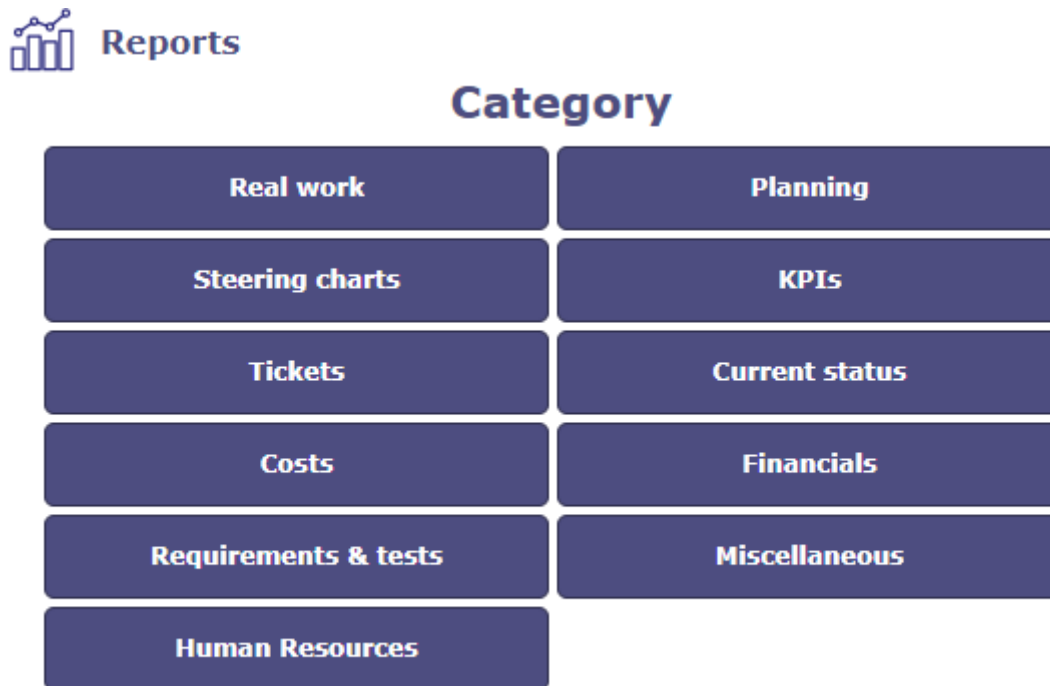 Reports
Category
Real work
Planning
Steering charts
KPIs
Tickets
Current status
Costs
Financials
Requirements & tests
Miscellaneous
Human Resources